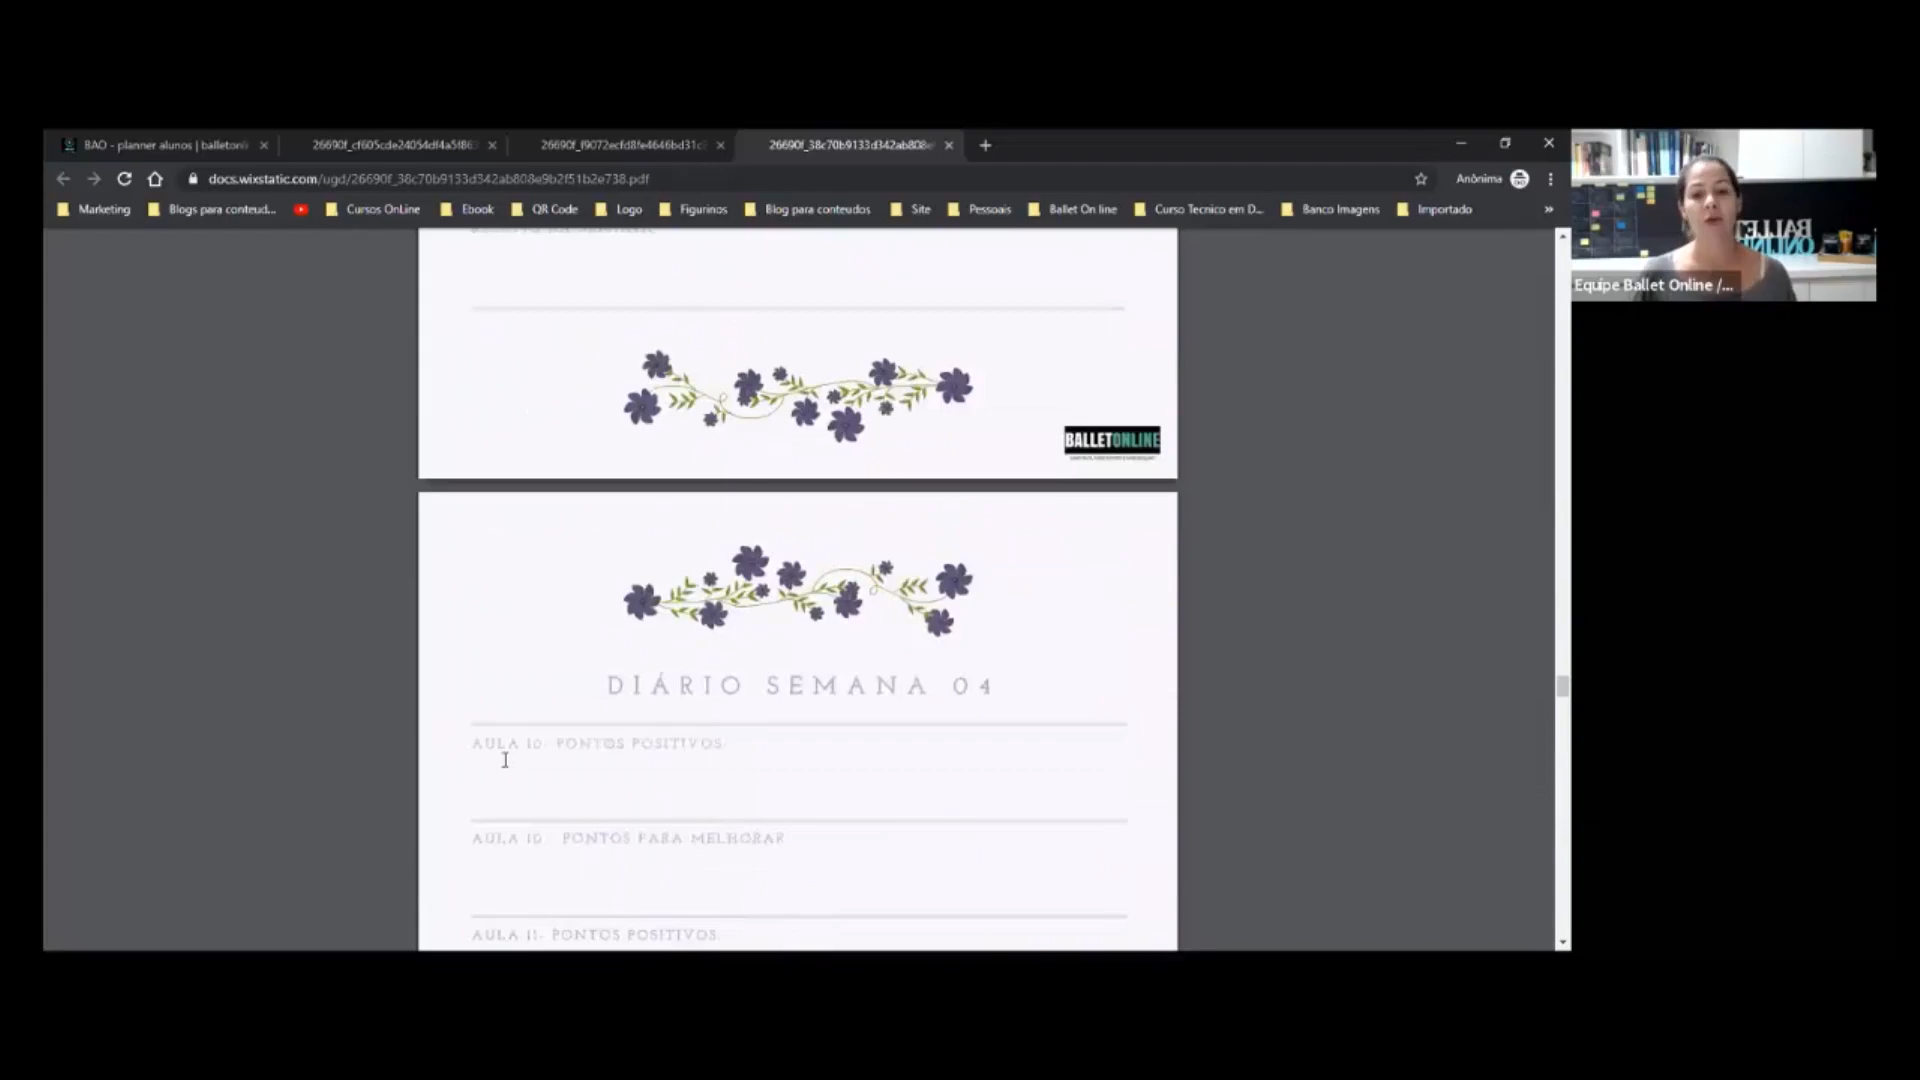 BAO - planner alunos | balleton
26690f_cf605cde24054df4a5f86
26690f_f9072ecfd8fe4646bd31c
26690f_38c70b9133d342ab808e
docs.wixstatic.com/ugd/26690f_38c70b9133d342ab808e9b2f51b2e738.pdf
Anônima
Marketing
Blogs para conteud...
Cursos OnLine
Ebook
QR Code
Logo
Figurinos
Blog para conteudos
Site
Pessoais
Ballet On line
Curso Tecnico em D...
Banco Imagens
Importado
»
BALLET
ONLINE
Equipe Ballet Online /...
BALLETONLINE
DIÁRIO SEMANA 04
AULA 10- PONTOS POSITIVOS
AULA 10 PONTOS PARA MELHORAR
AULA 11- PONTOS POSITIVOS